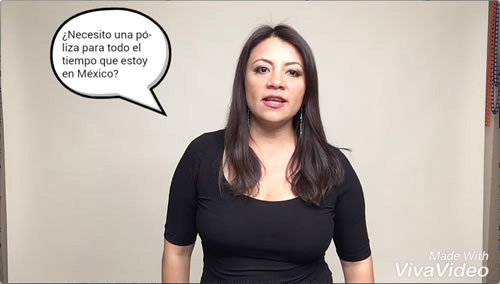 ¿Necesito una pó-
liza para todo el
tiempo que estoy
en México?
Made With
VivaVideo